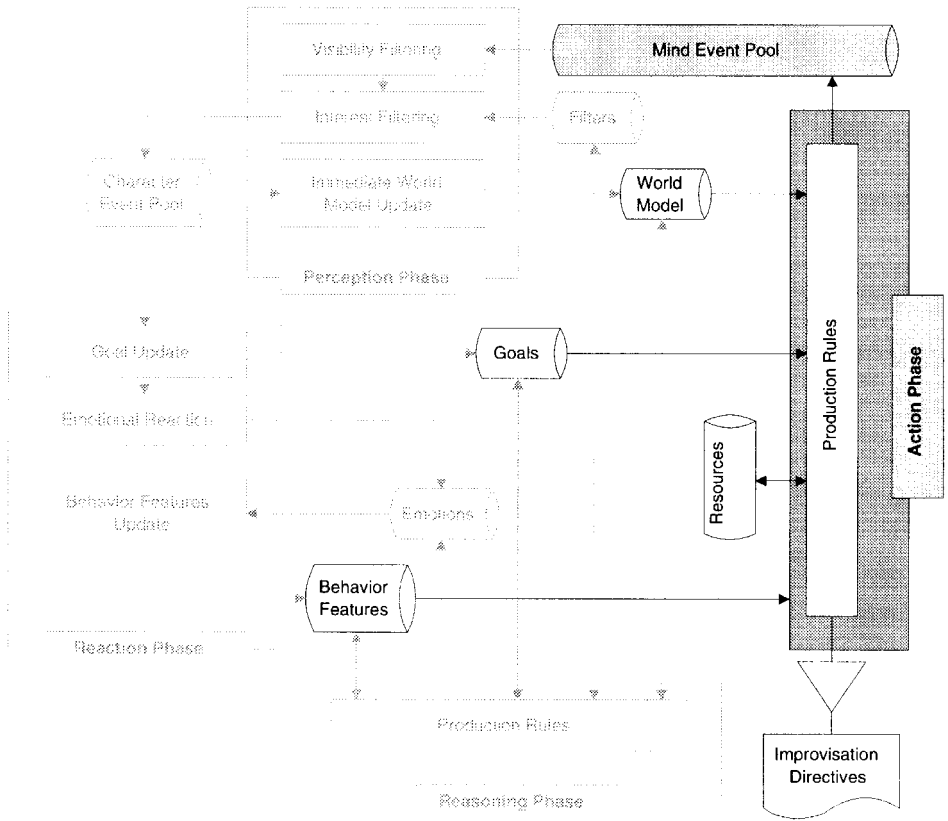 Visibility Filtering
Mind Event Pool
Interest Filtering
Filters
Character
Event Pool
Immediate World
Model Update
World
Model
Perception Phase
Goal Update
Goals
Emotional Reaction
Production Rules
Action Phase
Resources
Behavior Features
Update
Emotions
Behavior
Features
Reaction Phase
Production Rules
Improvisation
Directives
Reasoning Phase